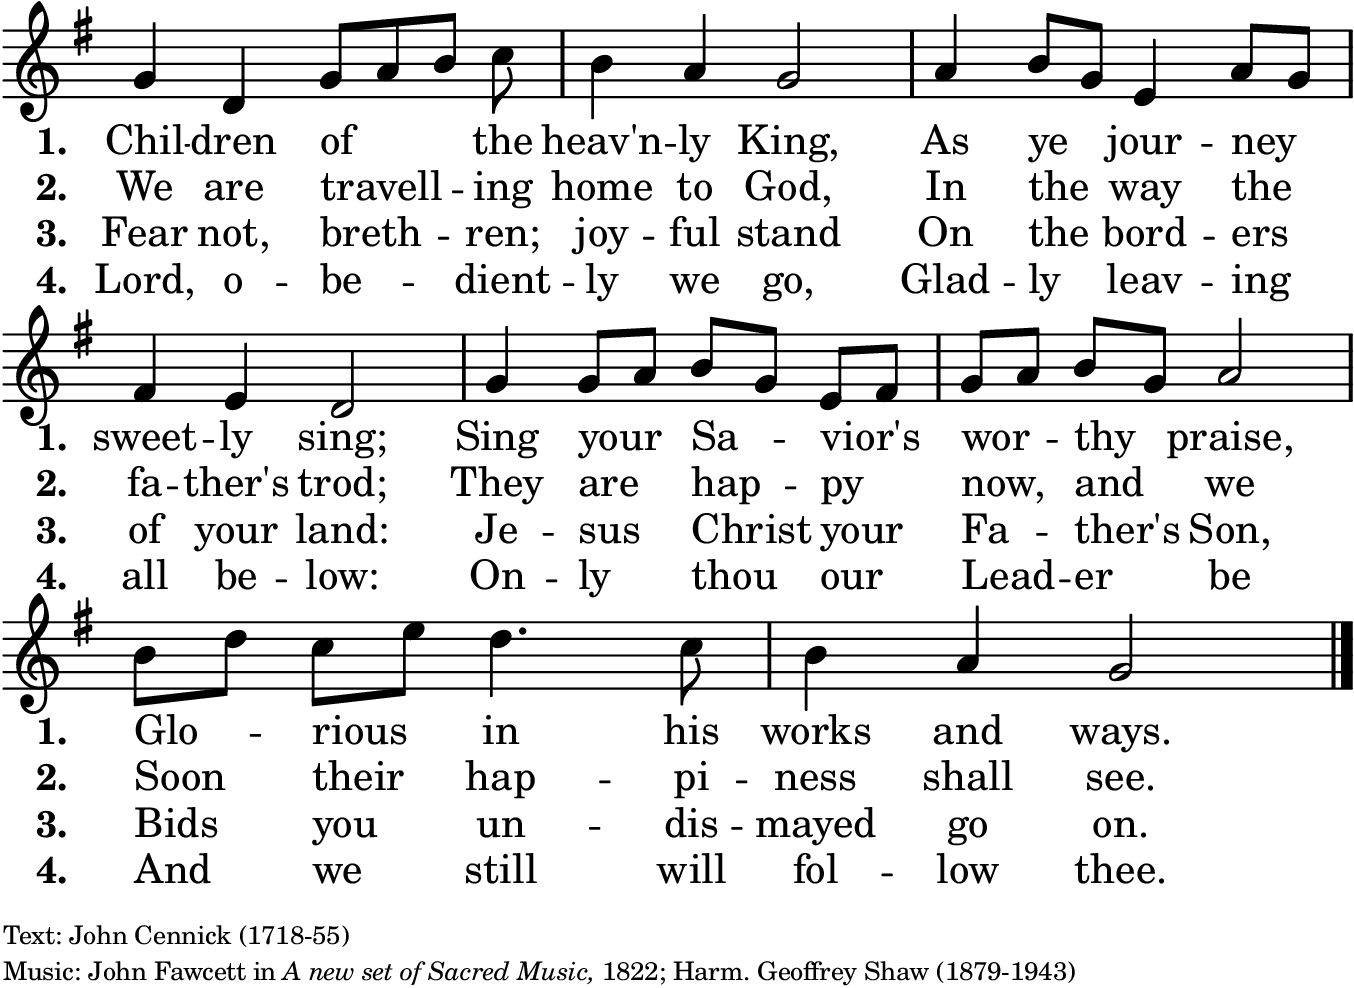 1. Chil - dren of the heav'n - ly King, As ye jour - ney
2. We are travell - ing home to God, In the way the
3. Fear not, breth - ren; joy - ful stand On the bord - ers
4. Lord, o - be - dient - ly we go, Glad - ly leav - ing
1. sweet - ly sing; Sing your Sa - vior's wor - thy praise,
2. fa - ther's trod; They are hap - py now, and we
3. of your land: Je - sus Christ your Fa - ther's Son,
4. all be - low: On - ly thou our Lead - er be
1. Glo - rious in his works and ways.
2. Soon their hap - pi - ness shall see.
3. Bids you un - dis - mayed go on.
4. And we still will fol - low thee.
Text: John Cennick (1718-55)
Music: John Fawcett in A new set of Sacred Music, 1822; Harm. Geoffrey Shaw (1879-1943)